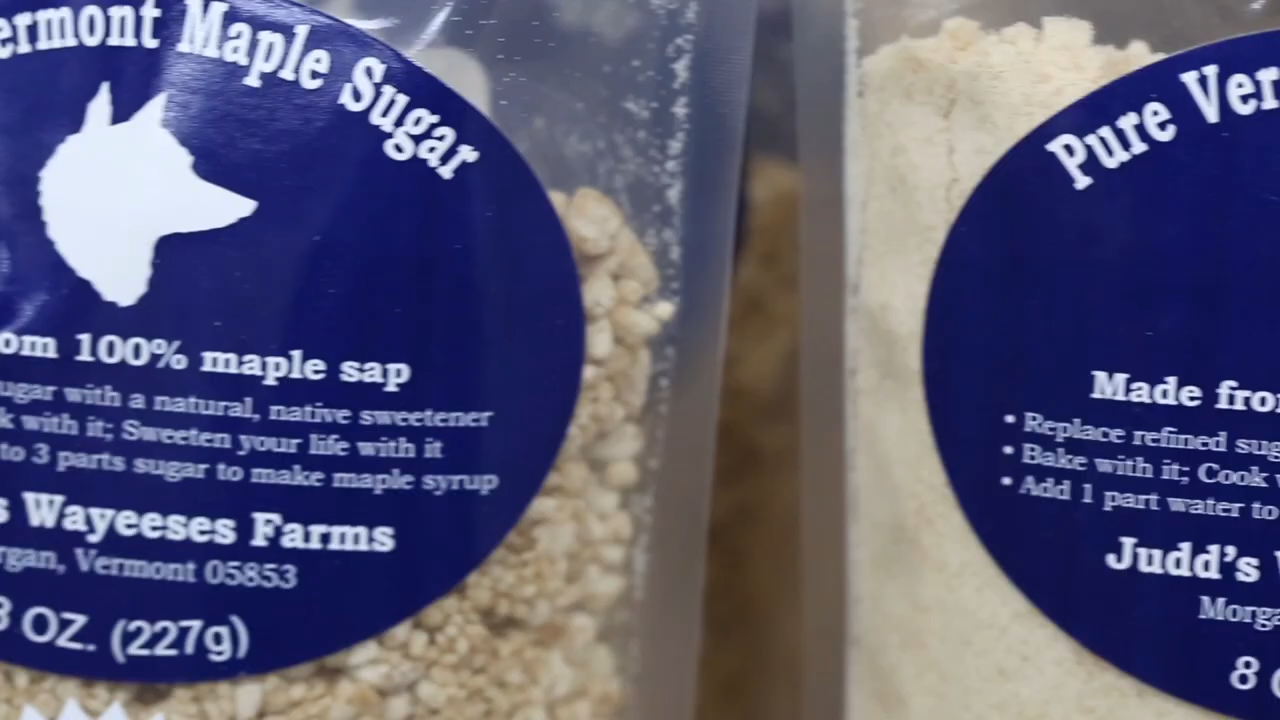 ermont Maple Sugar
om 100% maple sap
ugar with a natural, native sweetener
k with it; Sweeten your life with it
to 3 parts sugar to make maple syrup
s Wayeeses Farms
rgan, Vermont 05853
8 OZ. (227g)
Pure Ver
Made fro
• Replace refined sug
• Bake with it; Cook
• Add 1 part water to
Judd's
Morga
8